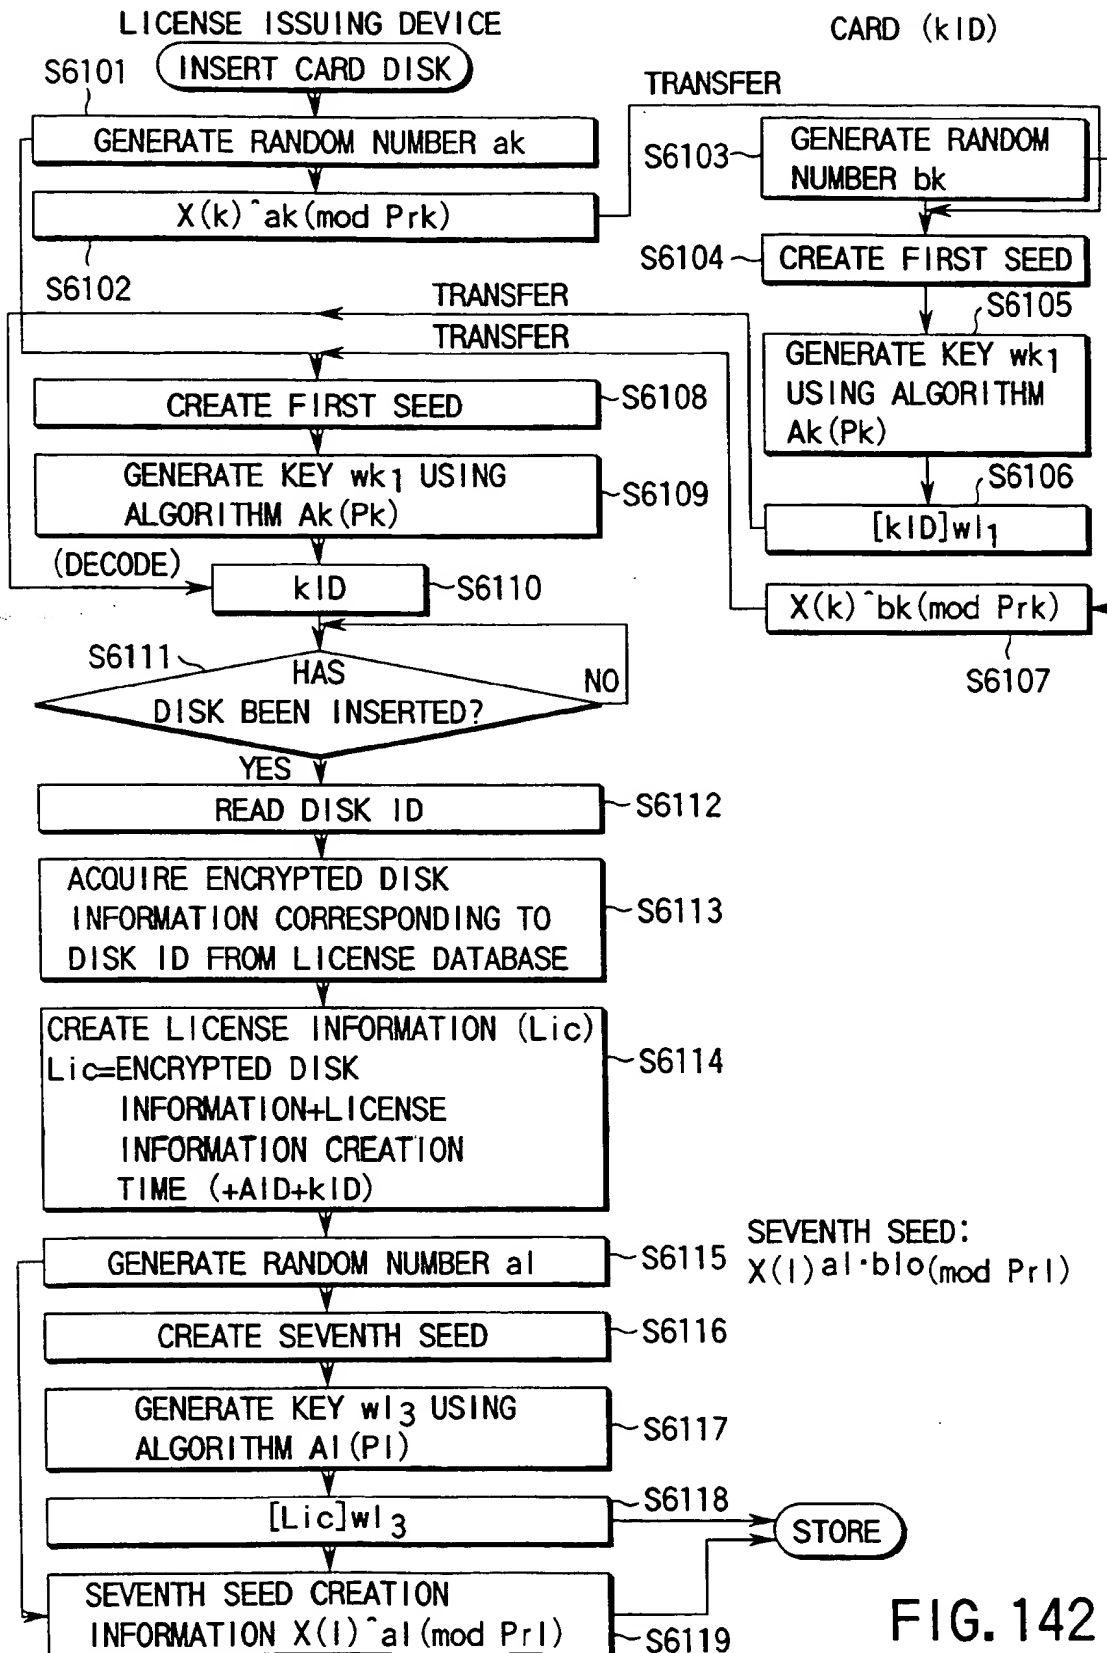 LICENSE ISSUING DEVICE
CARD (kID)
S6101
INSERT CARD DISK
TRANSFER
GENERATE RANDOM NUMBER ak
S6103
GENERATE RANDOM
NUMBER bk
X(k)^ak(mod Prk)
S6102
S6104
CREATE FIRST SEED
TRANSFER
S6105
TRANSFER
GENERATE KEY wk1
USING ALGORITHM
Ak(Pk)
CREATE FIRST SEED
S6108
GENERATE KEY wk1 USING
ALGORITHM Ak(Pk)
S6109
S6106
[kID]wl1
(DECODE)
kID
S6110
X(k)^bk(mod Prk)
S6107
S6111
HAS
DISK BEEN INSERTED?
NO
YES
READ DISK ID
S6112
ACQUIRE ENCRYPTED DISK
INFORMATION CORRESPONDING TO
DISK ID FROM LICENSE DATABASE
S6113
CREATE LICENSE INFORMATION (Lic)
Lic=ENCRYPTED DISK
INFORMATION+LICENSE
INFORMATION CREATION
TIME (+AID+kID)
S6114
GENERATE RANDOM NUMBER al
S6115
SEVENTH SEED:
X(l)al·blo(mod Prl)
CREATE SEVENTH SEED
S6116
GENERATE KEY wl3 USING
ALGORITHM Al(Pl)
S6117
[Lic]wl3
S6118
STORE
SEVENTH SEED CREATION
INFORMATION X(l)^al(mod Prl)
S6119
FIG. 142